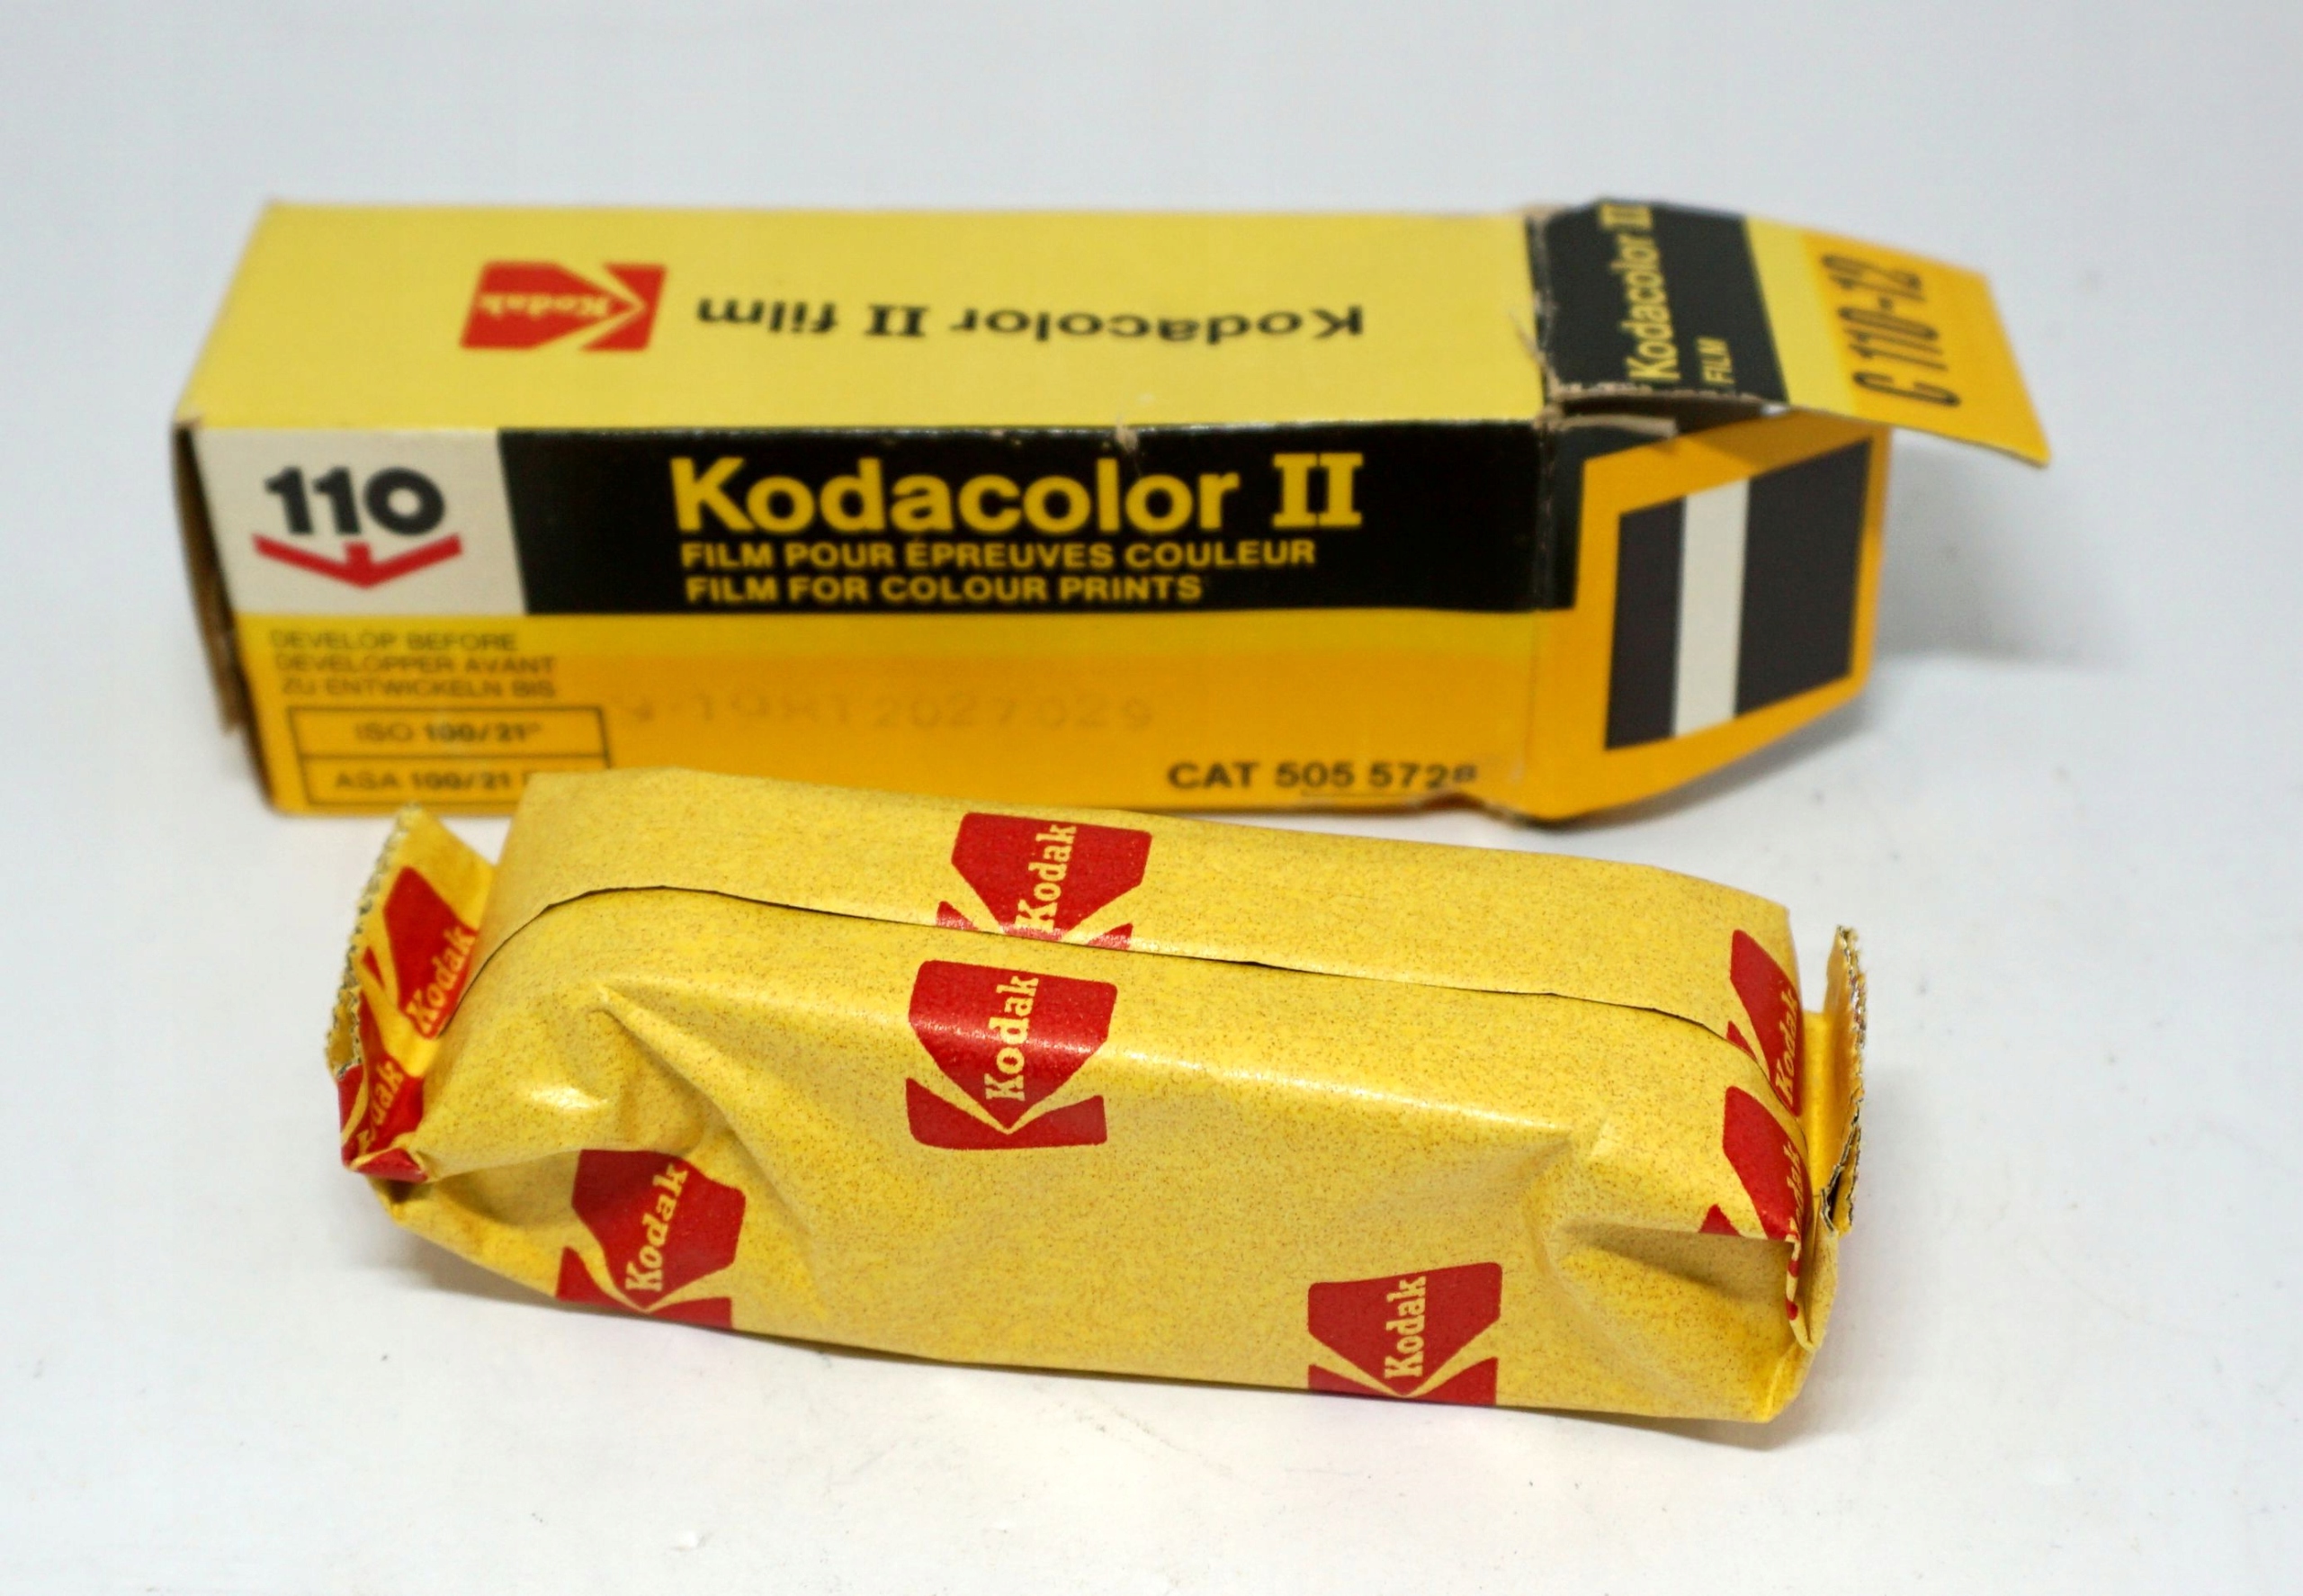 Kodak
Kodacolor II film
Kodacolor II
FILM
C 110-12
110
Kodacolor II
FILM POUR ÉPREUVES COULEUR
FILM FOR COLOUR PRINTS
DEVELOP BEFORE
DEVELOPPER AVANT
ZU ENTWICKELN BIS
ISO 100/21°
ASA 100/21
CAT 505 5728
Kodak
Kodak
Kodak
Kodak
Kodak
Kodak
Kodak